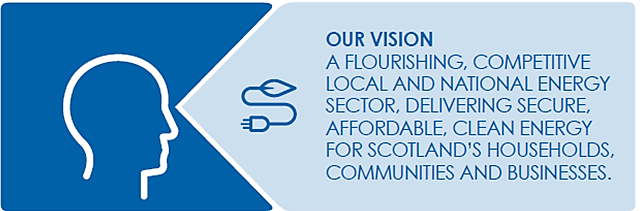 OUR VISION
A FLOURISHING, COMPETITIVE
LOCAL AND NATIONAL ENERGY
SECTOR, DELIVERING SECURE,
AFFORDABLE, CLEAN ENERGY
FOR SCOTLAND’S HOUSEHOLDS,
COMMUNITIES AND BUSINESSES.